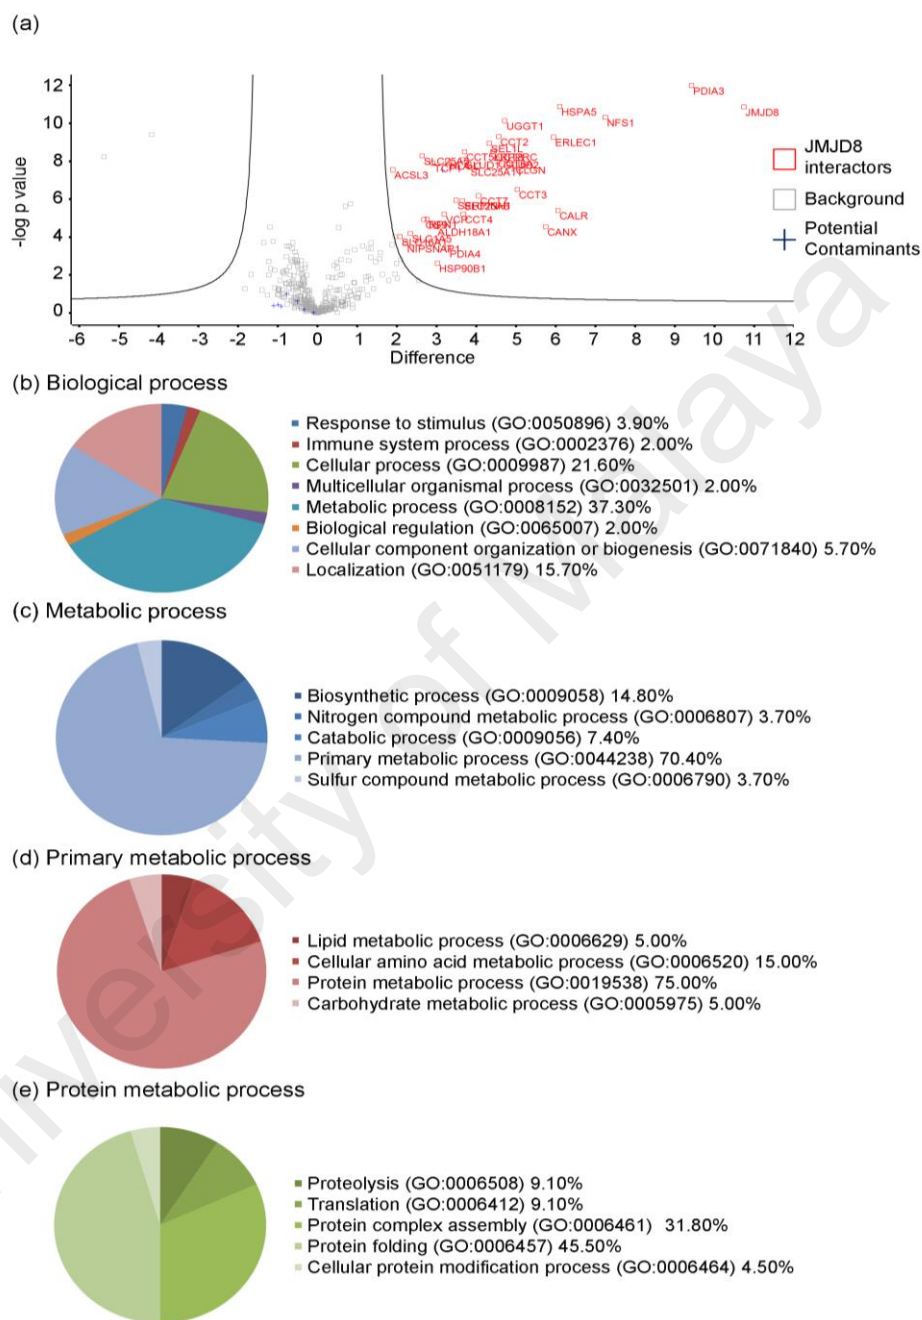 (a)
-log p value
12
10
8
6
4
2
0
-6
-5
-4
-3
-2
-1
0
1
2
3
4
5
6
7
8
9
10
11
12
Difference
PDIA3
JMJD8
HSPA5
NFS1
UGGT1
CCT2
ERLEC1
SEL1L
ACSL3
CCT3
CCT7
CALR
CANX
CCT4
ALDH18A1
PDIA4
HSP90B1
JMJD8
interactors
Background
Potential
Contaminants
(b) Biological process
Response to stimulus (GO:0050896) 3.90%
Immune system process (GO:0002376) 2.00%
Cellular process (GO:0009987) 21.60%
Multicellular organismal process (GO:0032501) 2.00%
Metabolic process (GO:0008152) 37.30%
Biological regulation (GO:0065007) 2.00%
Cellular component organization or biogenesis (GO:0071840) 5.70%
Localization (GO:0051179) 15.70%
(c) Metabolic process
Biosynthetic process (GO:0009058) 14.80%
Nitrogen compound metabolic process (GO:0006807) 3.70%
Catabolic process (GO:0009056) 7.40%
Primary metabolic process (GO:0044238) 70.40%
Sulfur compound metabolic process (GO:0006790) 3.70%
(d) Primary metabolic process
Lipid metabolic process (GO:0006629) 5.00%
Cellular amino acid metabolic process (GO:0006520) 15.00%
Protein metabolic process (GO:0019538) 75.00%
Carbohydrate metabolic process (GO:0005975) 5.00%
(e) Protein metabolic process
Proteolysis (GO:0006508) 9.10%
Translation (GO:0006412) 9.10%
Protein complex assembly (GO:0006461) 31.80%
Protein folding (GO:0006457) 45.50%
Cellular protein modification process (GO:0006464) 4.50%
University of Malaya